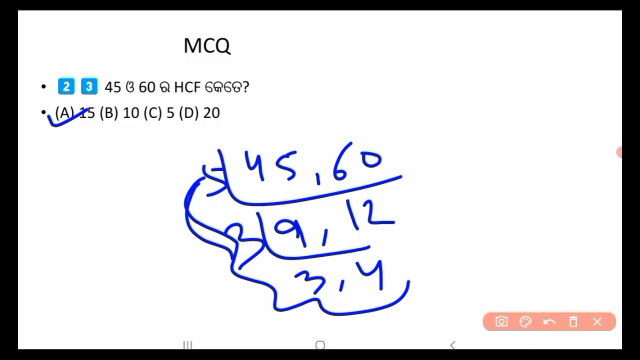 MCQ
• 2️⃣ 3️⃣ 45 ଓ 60 ର HCF କେତେ?
• (A) 15 (B) 10 (C) 5 (D) 20
5 45, 60
3 9, 12
3, 4